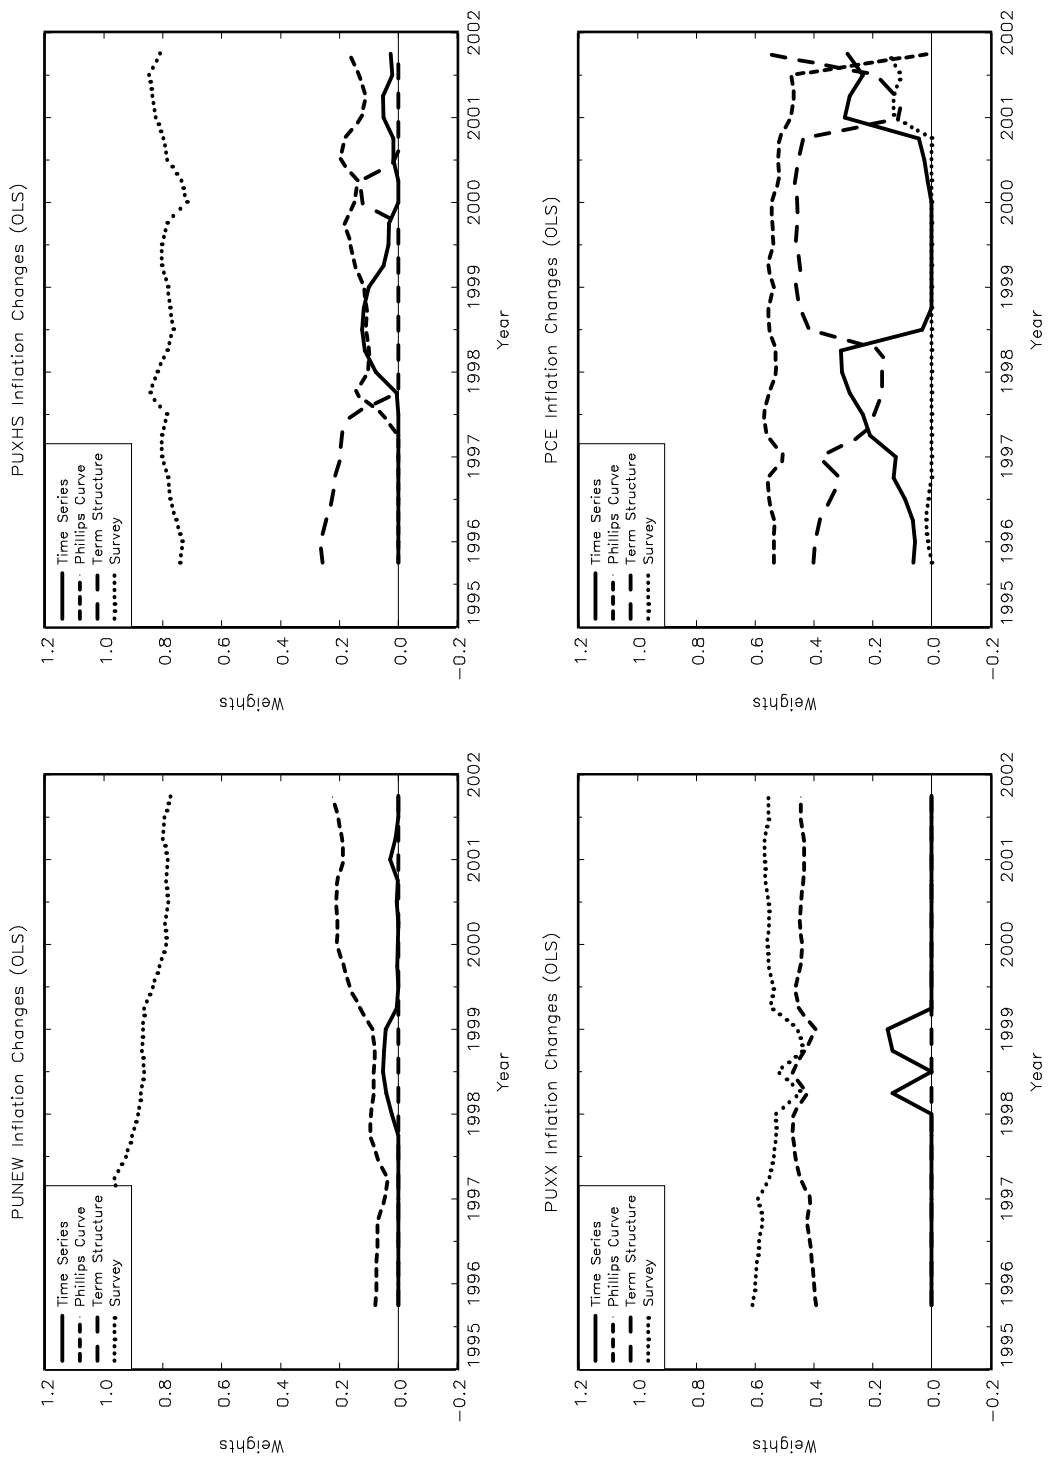 PUNEW Inflation Changes (OLS)
Time Series
Phillips Curve
Term Structure
Survey
Weights
1.2
1.0
0.8
0.6
0.4
0.2
0.0
−0.2
1995 1996 1997 1998 1999 2000 2001 2002
Year
PUXHS Inflation Changes (OLS)
Time Series
Phillips Curve
Term Structure
Survey
Weights
1.2
1.0
0.8
0.6
0.4
0.2
0.0
−0.2
1995 1996 1997 1998 1999 2000 2001 2002
Year
PUXX Inflation Changes (OLS)
Time Series
Phillips Curve
Term Structure
Survey
Weights
1.2
1.0
0.8
0.6
0.4
0.2
0.0
−0.2
1995 1996 1997 1998 1999 2000 2001 2002
Year
PCE Inflation Changes (OLS)
Time Series
Phillips Curve
Term Structure
Survey
Weights
1.2
1.0
0.8
0.6
0.4
0.2
0.0
−0.2
1995 1996 1997 1998 1999 2000 2001 2002
Year